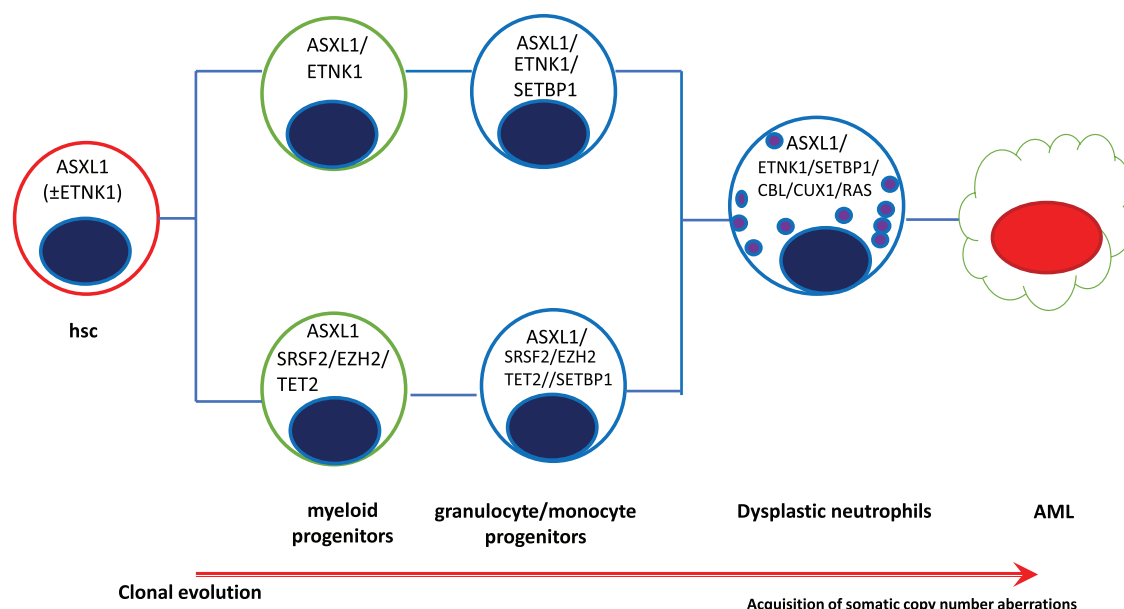 ASXL1
(±ETNK1)
hsc
ASXL1/
ETNK1
ASXL1/
ETNK1/
SETBP1
ASXL1
SRSF2/EZH2/
TET2
ASXL1/
SRSF2/EZH2
TET2//SETBP1
ASXL1/
ETNK1/SETBP1/
CBL/CUX1/RAS
myeloid
progenitors
granulocyte/monocyte
progenitors
Dysplastic neutrophils
AML
Clonal evolution
Acquisition of somatic copy number aberrations